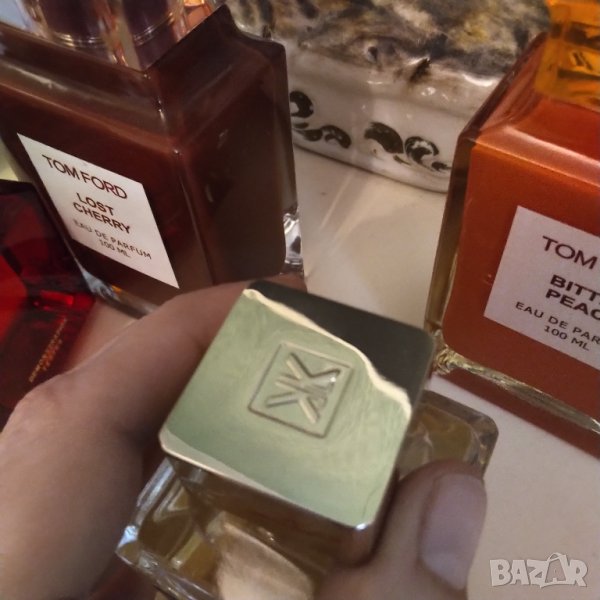 TOM FORD
LOST
CHERRY
EAU DE PARFUM
100 ML
TOM
BITT
PEAC
EAU DE PAR
100 ML
BAZAR